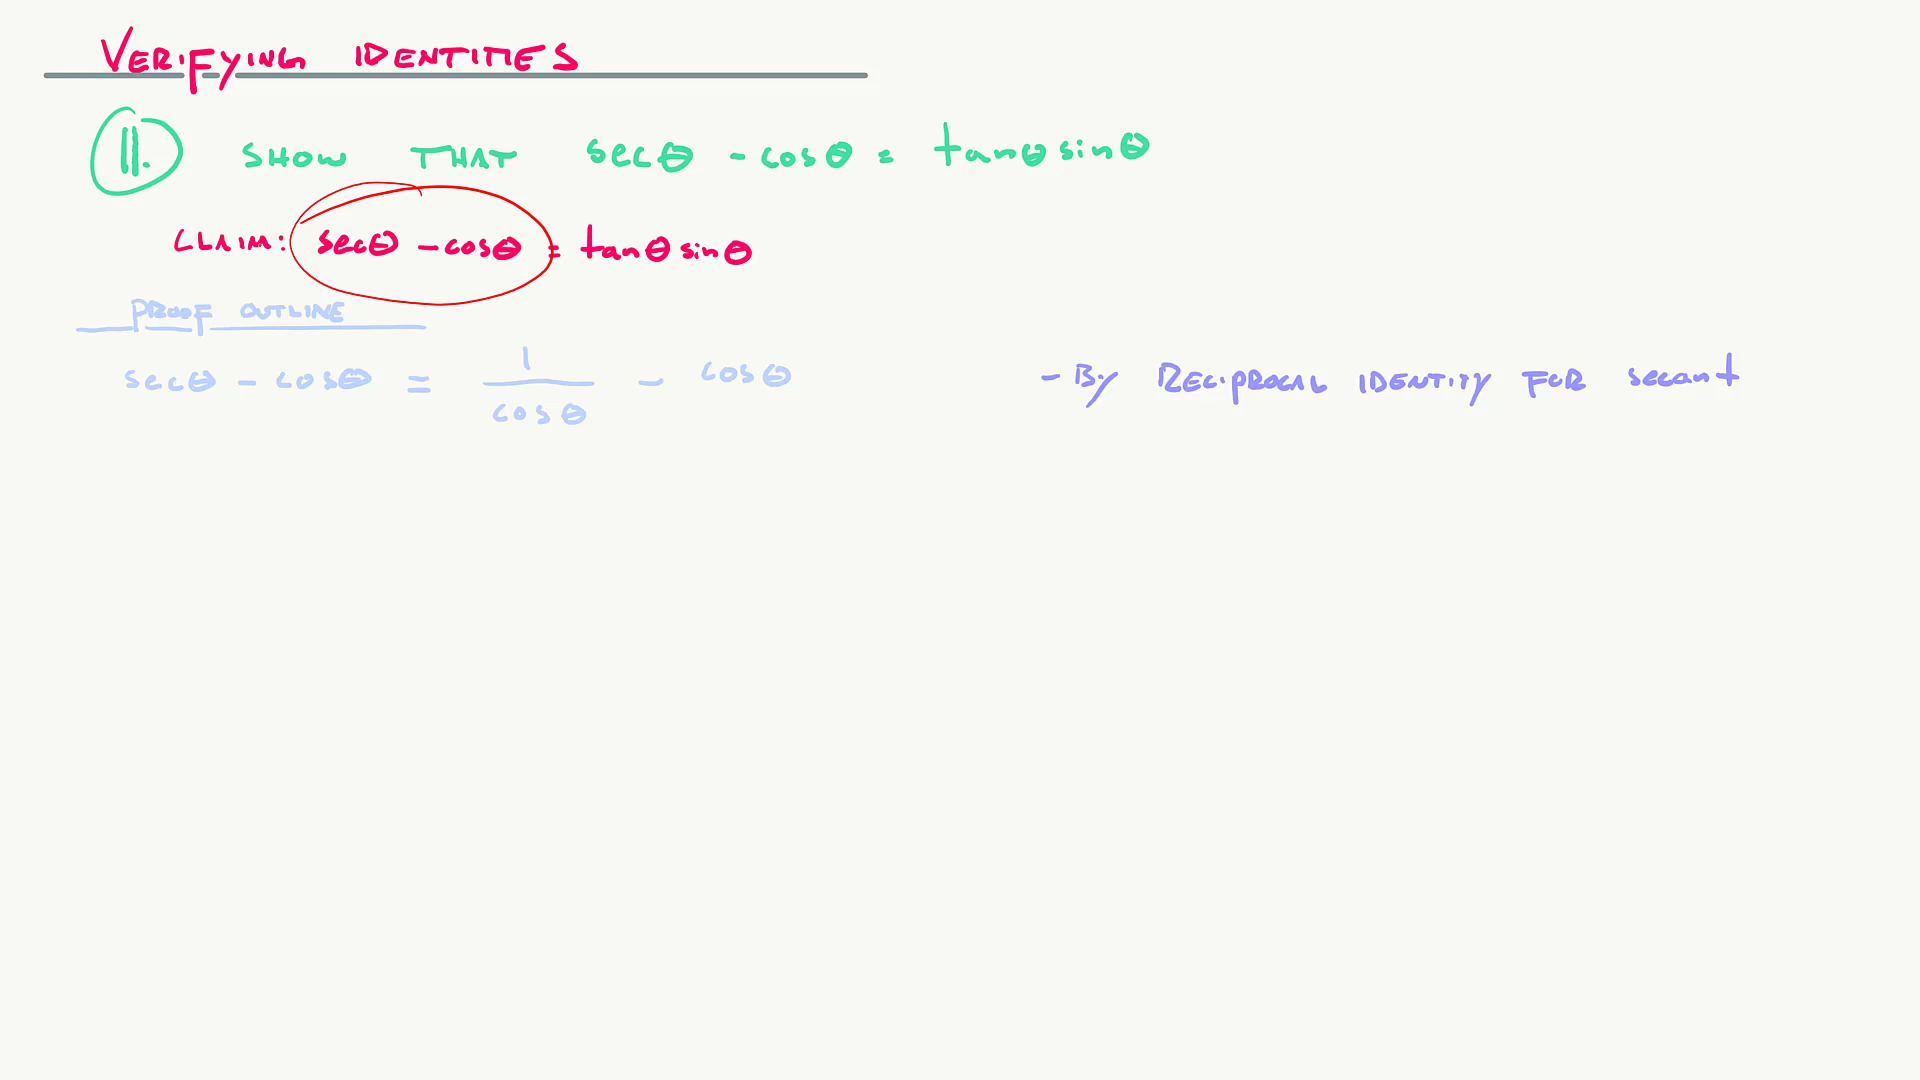 VERIFYING IDENTITIES
11. SHOW THAT secθ - cosθ = tanθ sinθ
CLAIM: secθ - cosθ = tanθ sinθ
PROOF OUTLINE
secθ - cosθ = 1/cosθ - cosθ - By RECIPROCAL IDENTITY FOR secant